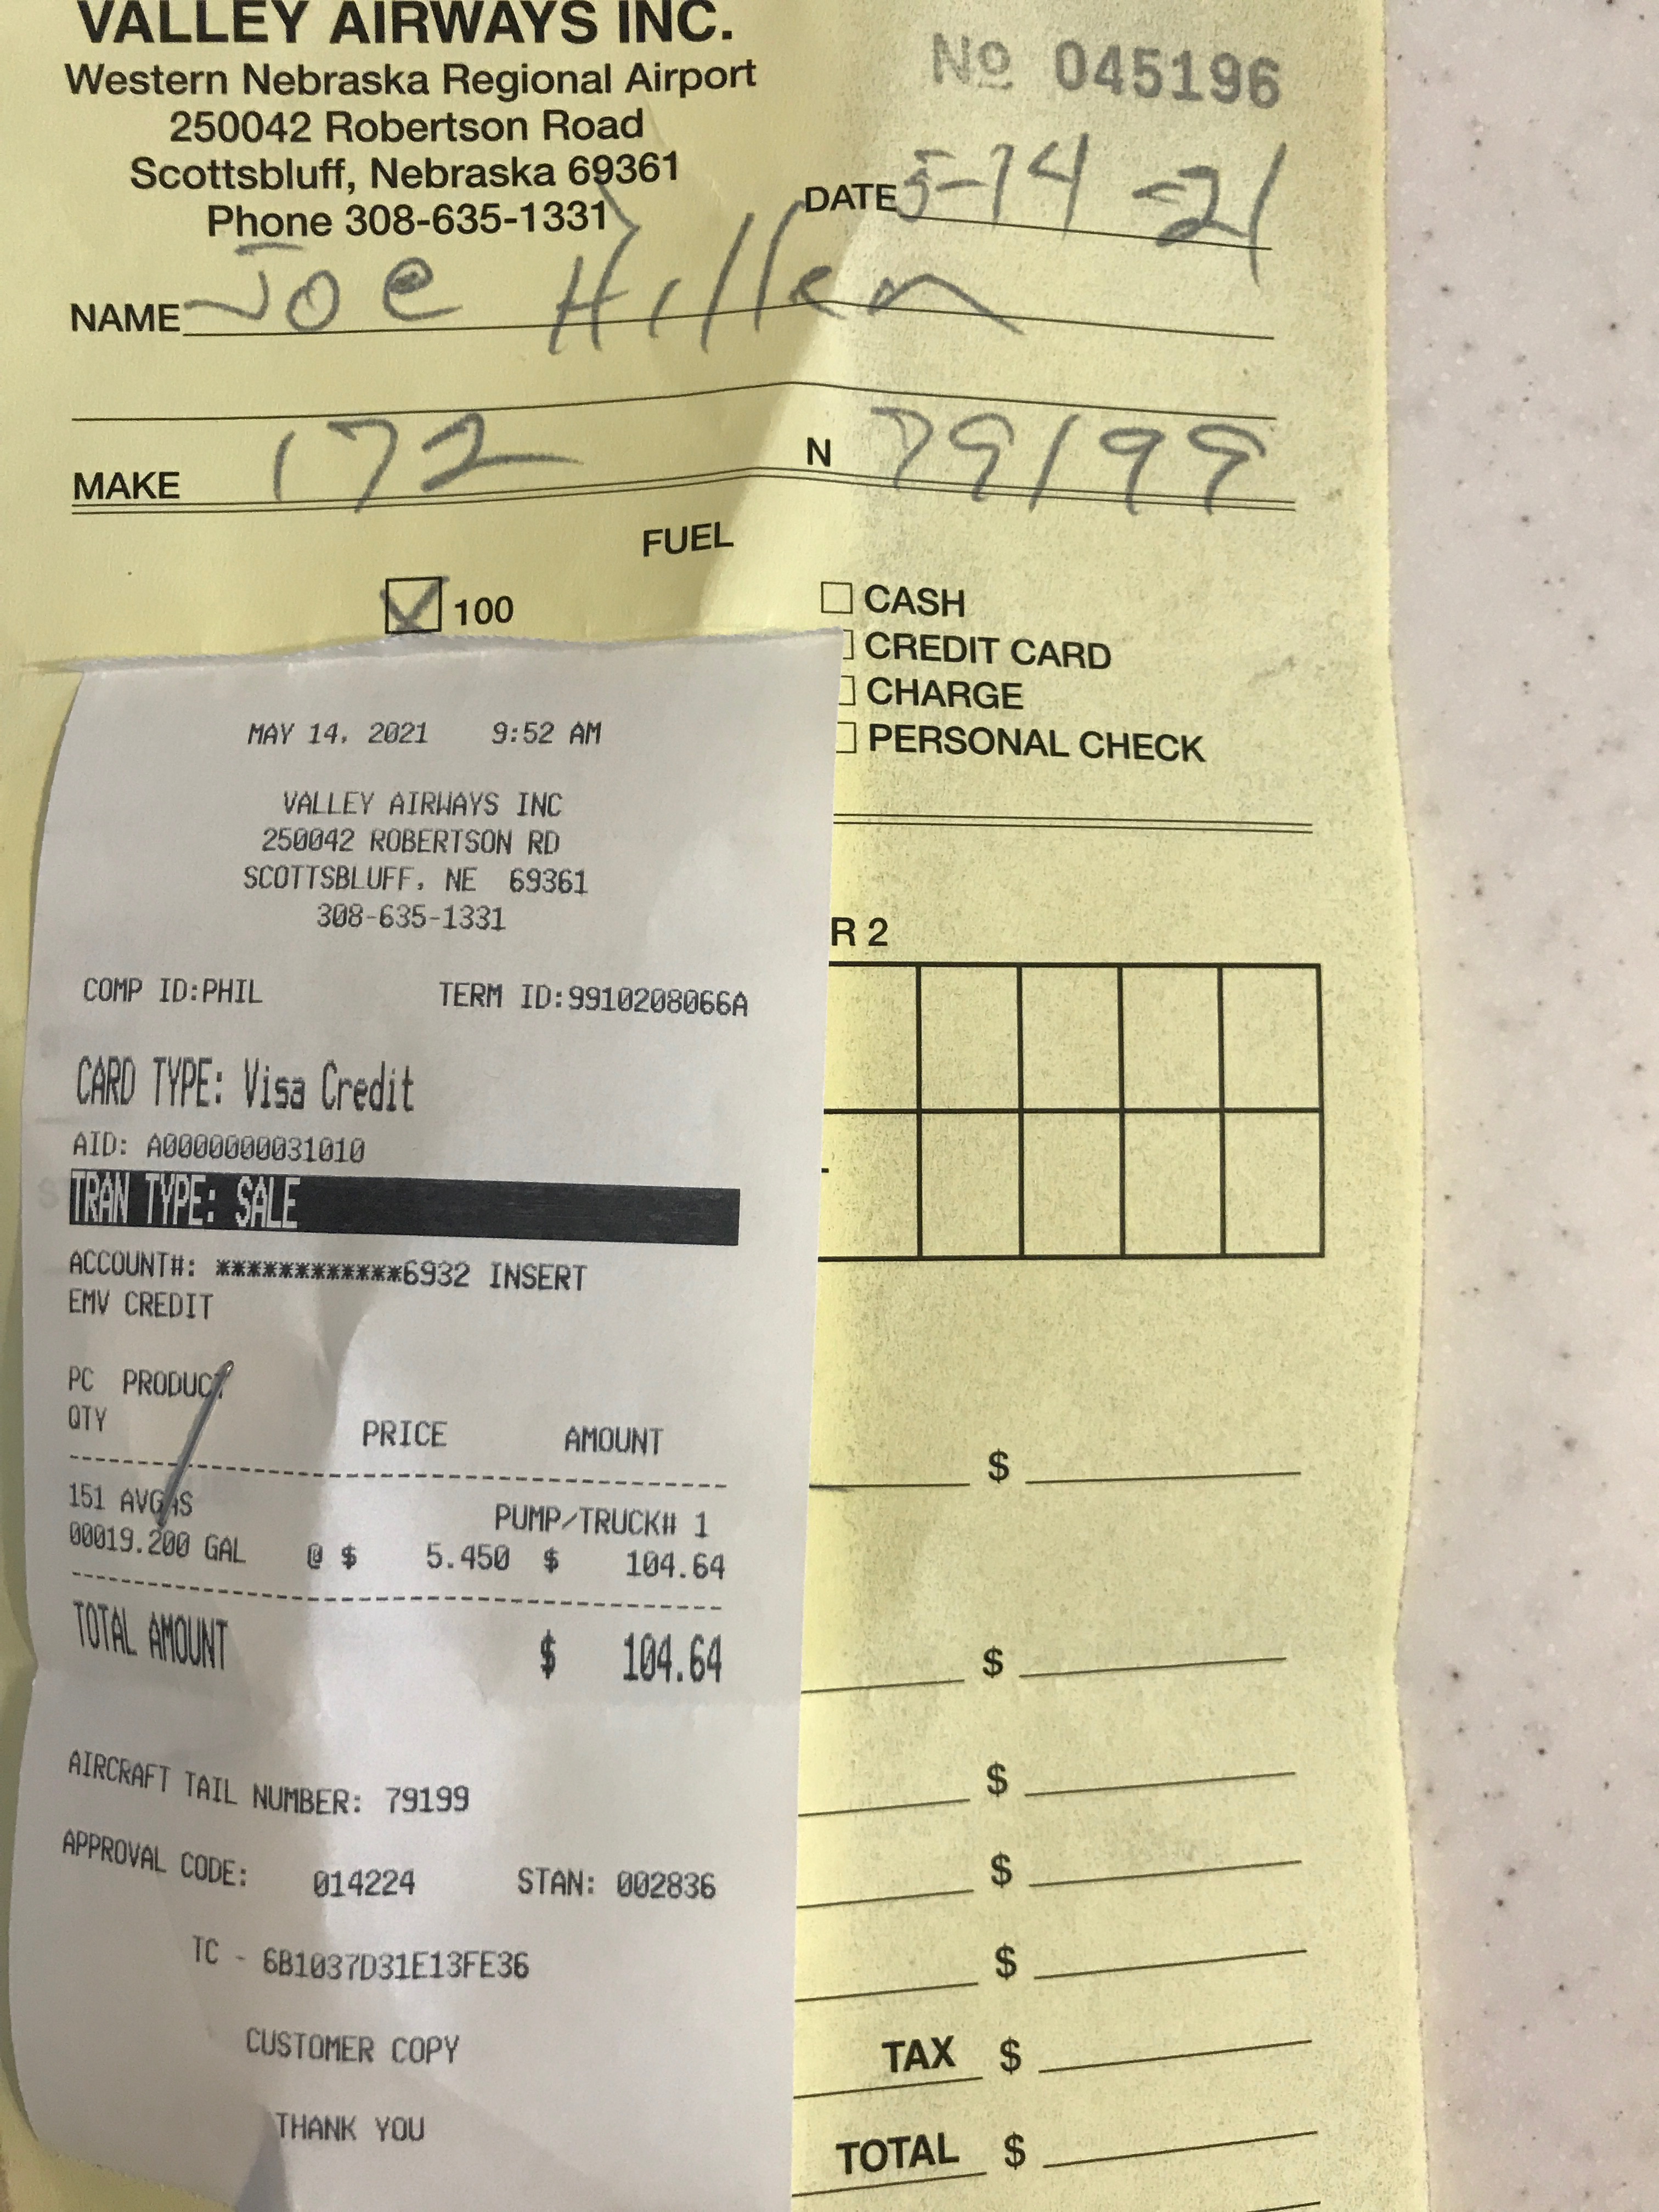 VALLEY AIRWAYS INC.
Western Nebraska Regional Airport
250042 Robertson Road
Scottsbluff, Nebraska 69361
Phone 308-635-1331
No 045196
DATE 5-14-21
NAME Joe Hillen
MAKE 172 N 79199
FUEL
100
CASH
CREDIT CARD
CHARGE
PERSONAL CHECK
R 2
MAY 14, 2021 9:52 AM
VALLEY AIRWAYS INC
250042 ROBERTSON RD
SCOTTSBLUFF, NE 69361
308-635-1331
COMP ID:PHIL TERM ID:9910208066A
CARD TYPE: Visa Credit
AID: A0000000031010
TRAN TYPE: SALE
ACCOUNT#: ************6932 INSERT
EMV CREDIT
PC PRODUCT
QTY PRICE AMOUNT
151 AVGAS PUMP/TRUCK# 1
00019.200 GAL @ $ 5.450 $ 104.64
TOTAL AMOUNT $ 104.64
AIRCRAFT TAIL NUMBER: 79199
APPROVAL CODE: 014224 STAN: 002836
TC - 6B1037D31E13FE36
CUSTOMER COPY
THANK YOU
$
$
$
$
$
TAX $
TOTAL $